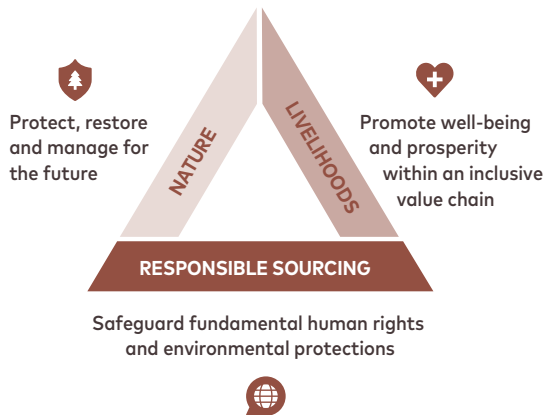 Protect, restore
and manage for
the future
NATURE
LIVELIHOODS
Promote well-being
and prosperity
within an inclusive
value chain
RESPONSIBLE SOURCING
Safeguard fundamental human rights
and environmental protections